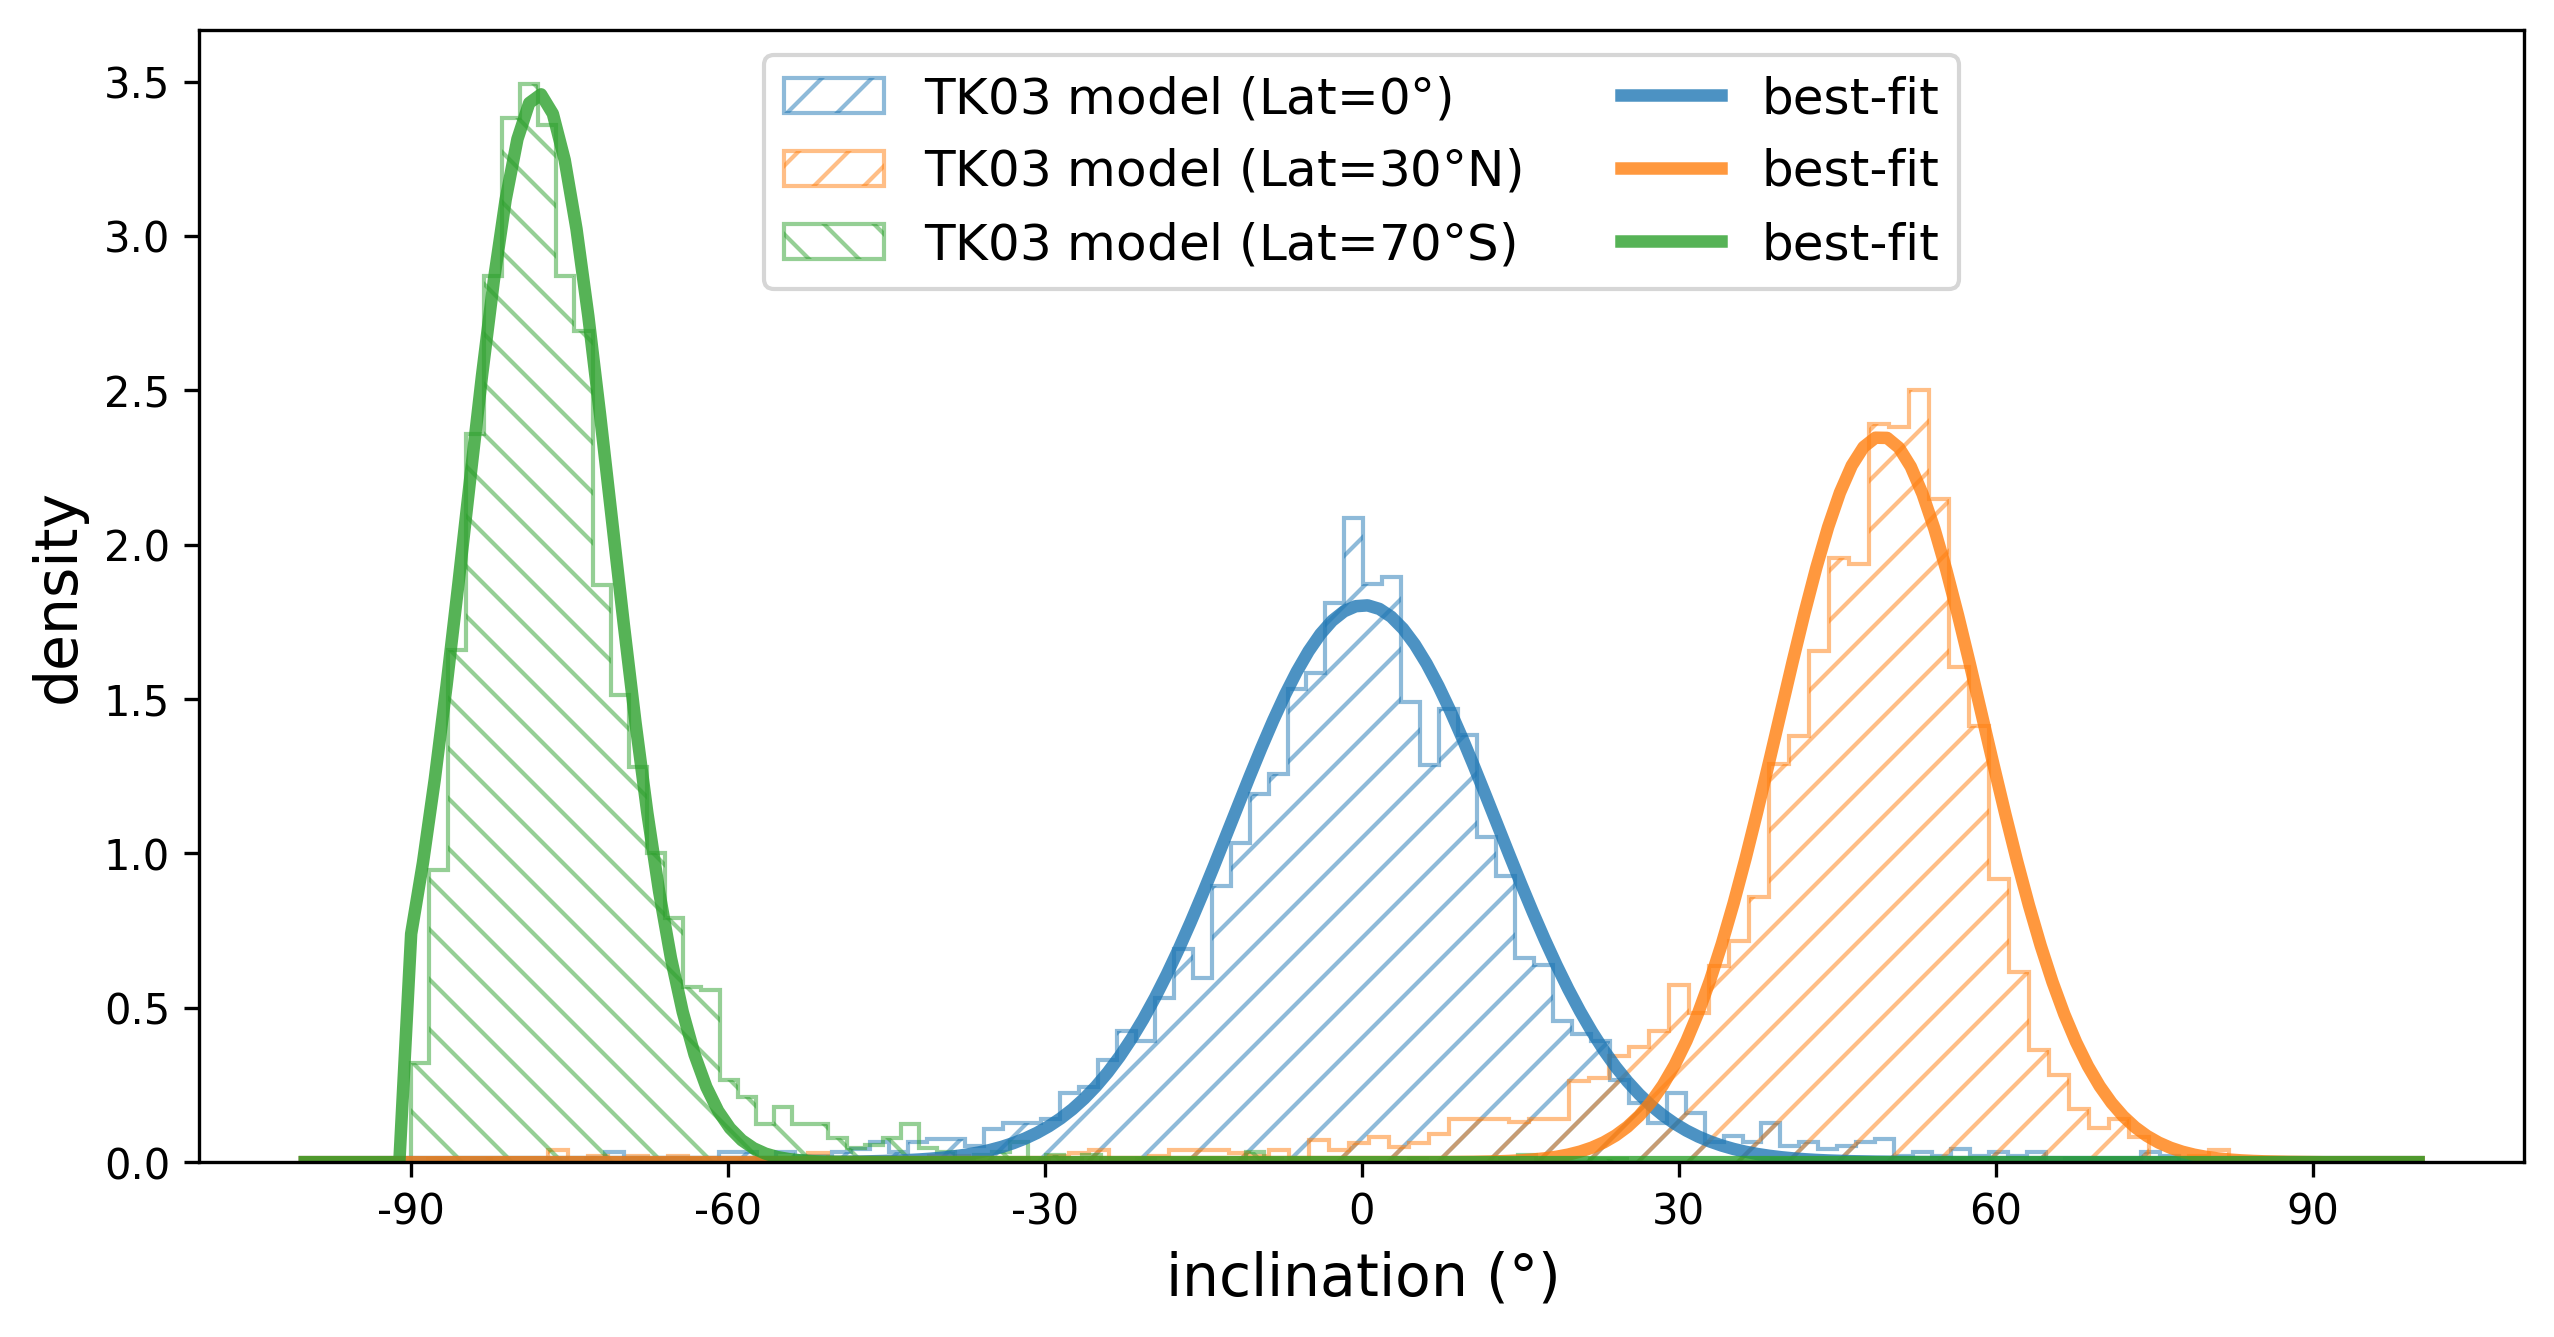 3.5
3.0
2.5
2.0
1.5
1.0
0.5
0.0
density
TK03 model (Lat=0°)
TK03 model (Lat=30°N)
TK03 model (Lat=70°S)
best-fit
best-fit
best-fit
-90
-60
-30
0
30
60
90
inclination (°)